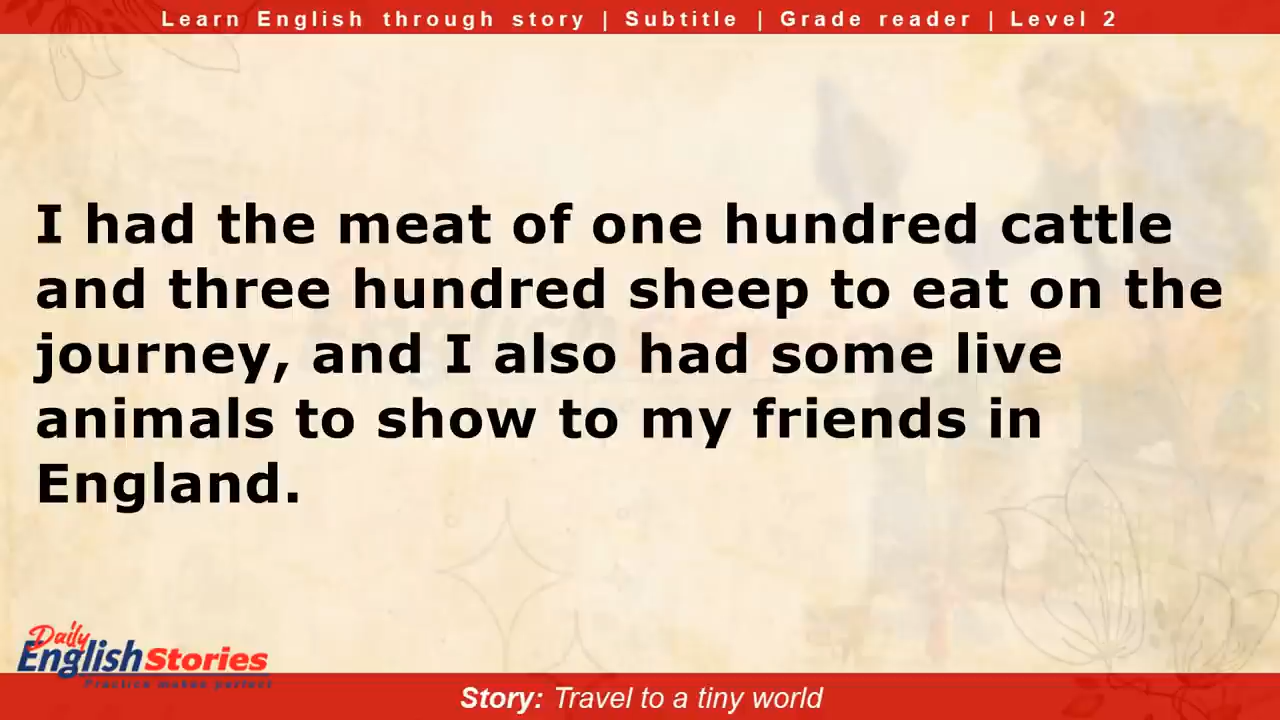 Learn English through story | Subtitle | Grade reader | Level 2
I had the meat of one hundred cattle
and three hundred sheep to eat on the
journey, and I also had some live
animals to show to my friends in
England.
Daily
English Stories
Practice makes perfect
Story: Travel to a tiny world